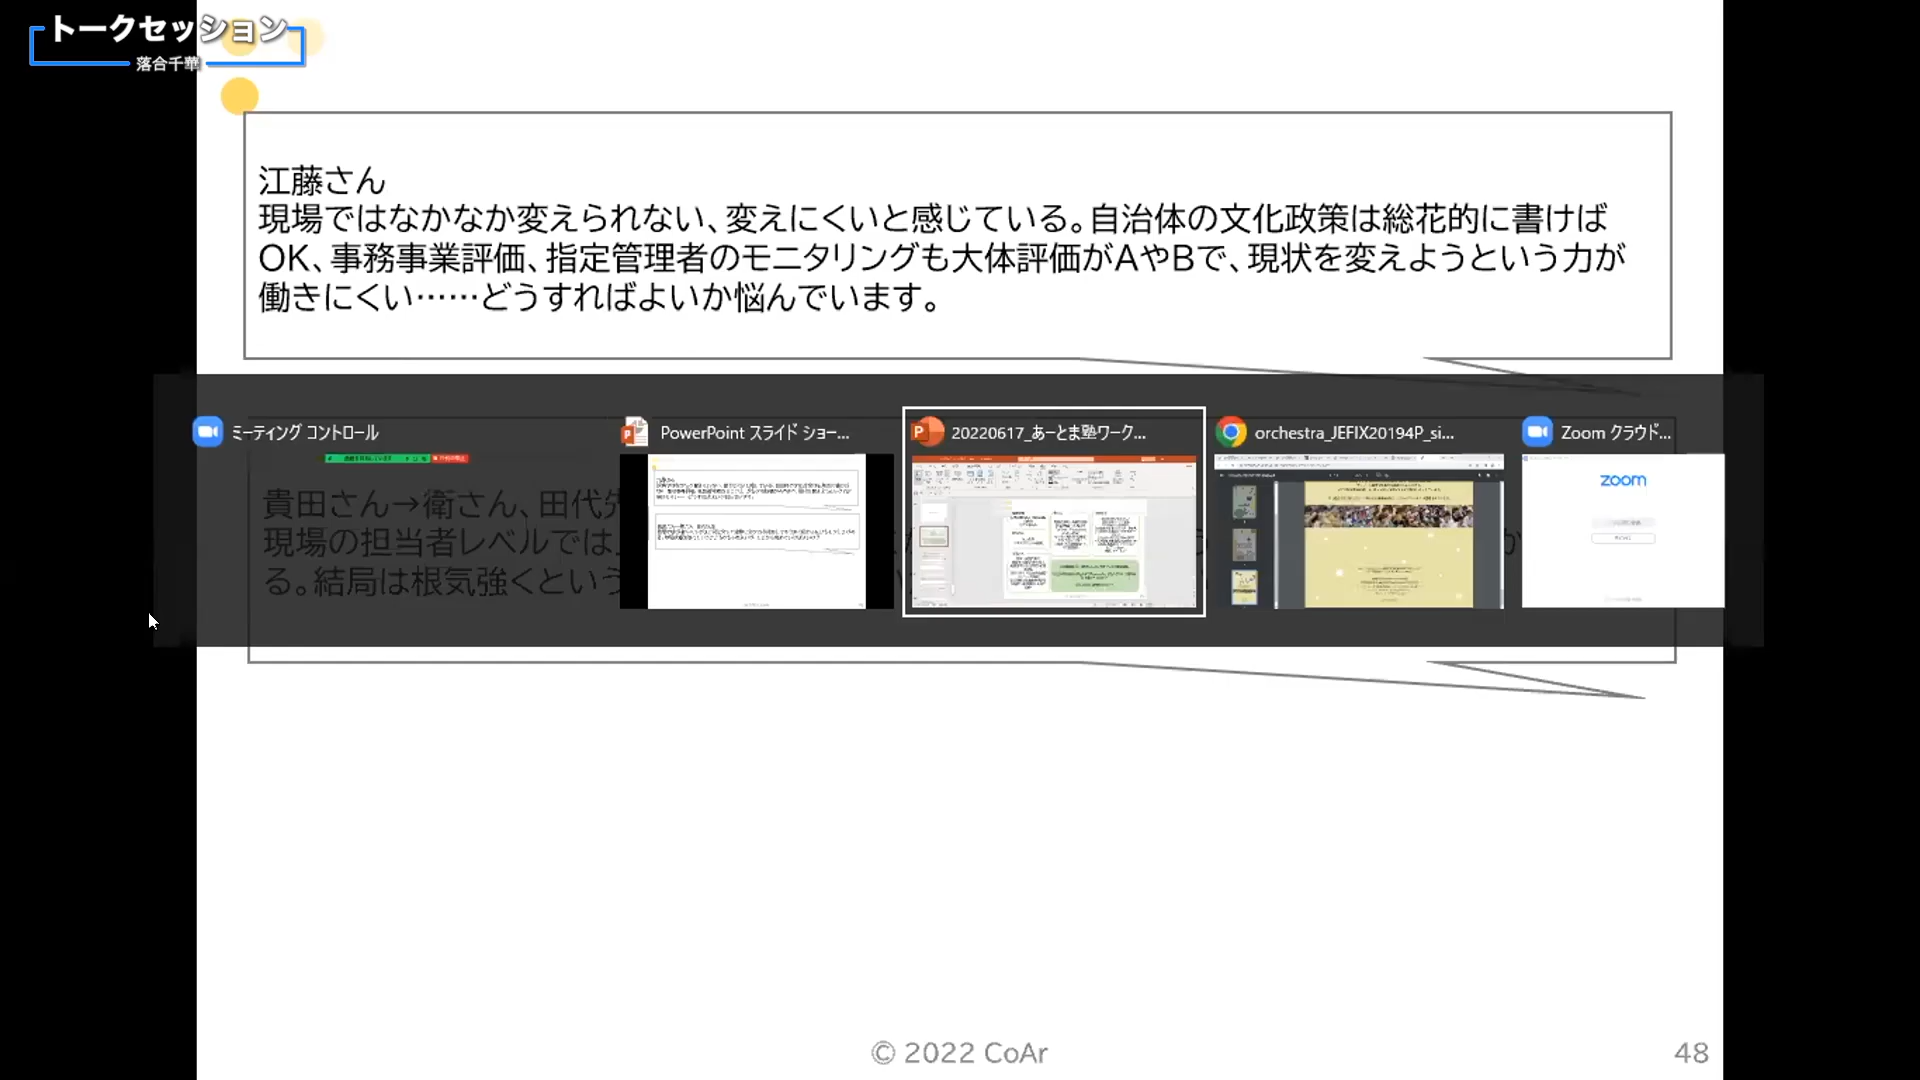 トークセッション
落合千華
江藤さん
現場ではなかなか変えられない、変えにくいと感じている。自治体の文化政策は総花的に書けば
OK、事務事業評価、指定管理者のモニタリングも大体評価がAやBで、現状を変えようという力が
働きにくい……どうすればよいか悩んでいます。
ミーティング コントロール
PowerPoint スライド ショー...
20220617_あーとま塾ワーク...
orchestra_JEFIX20194P_si...
Zoom クラウド...
貴田さん→衛さん、田代先
現場の担当者レベルでは
る。結局は根気強くという
zoom
© 2022 CoAr
48